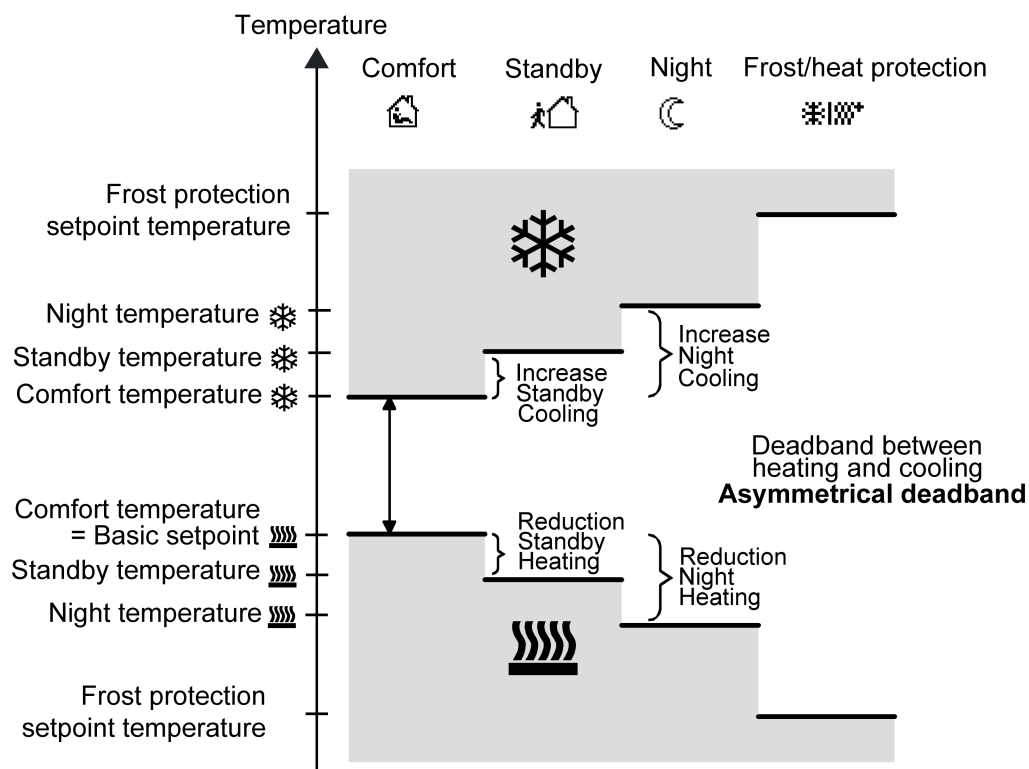 Temperature
Comfort
Standby
Night
Frost/heat protection
Frost protection
setpoint temperature
Night temperature
Standby temperature
Comfort temperature
Increase
Standby
Cooling
Increase
Night
Cooling
Deadband between
heating and cooling
Asymmetrical deadband
Comfort temperature
= Basic setpoint
Standby temperature
Night temperature
Reduction
Standby
Heating
Reduction
Night
Heating
Frost protection
setpoint temperature